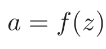 a = f(z)